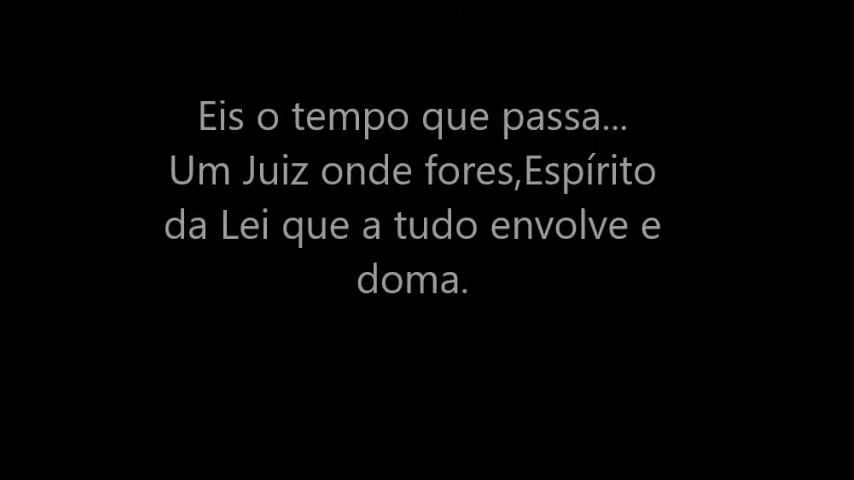 Eis o tempo que passa...
Um Juiz onde fores,Espírito
da Lei que a tudo envolve e
doma.